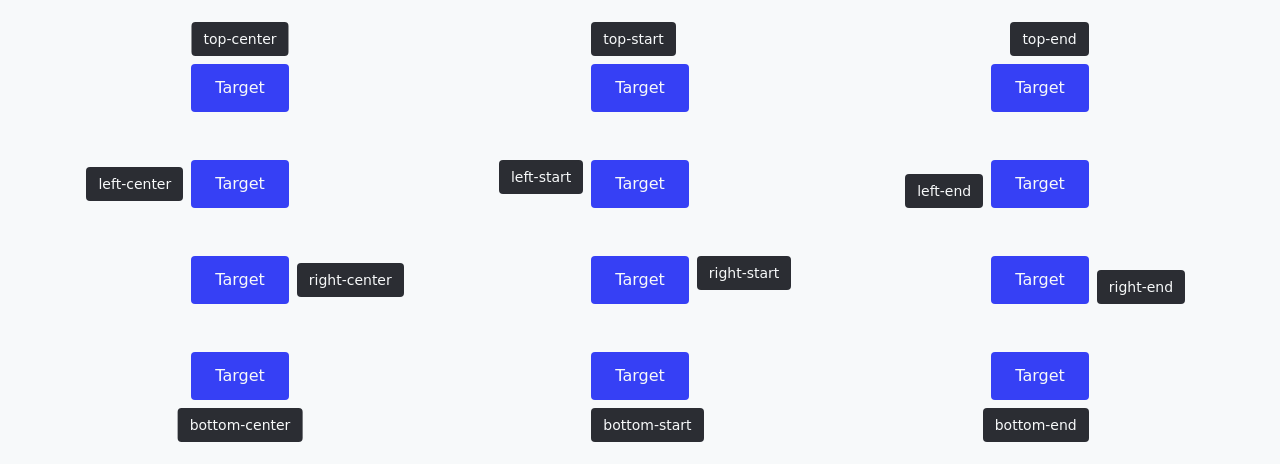 top-center
top-start
top-end
Target
Target
Target
left-center
Target
left-start
Target
left-end
Target
Target
right-center
Target
right-start
Target
right-end
Target
Target
Target
bottom-center
bottom-start
bottom-end